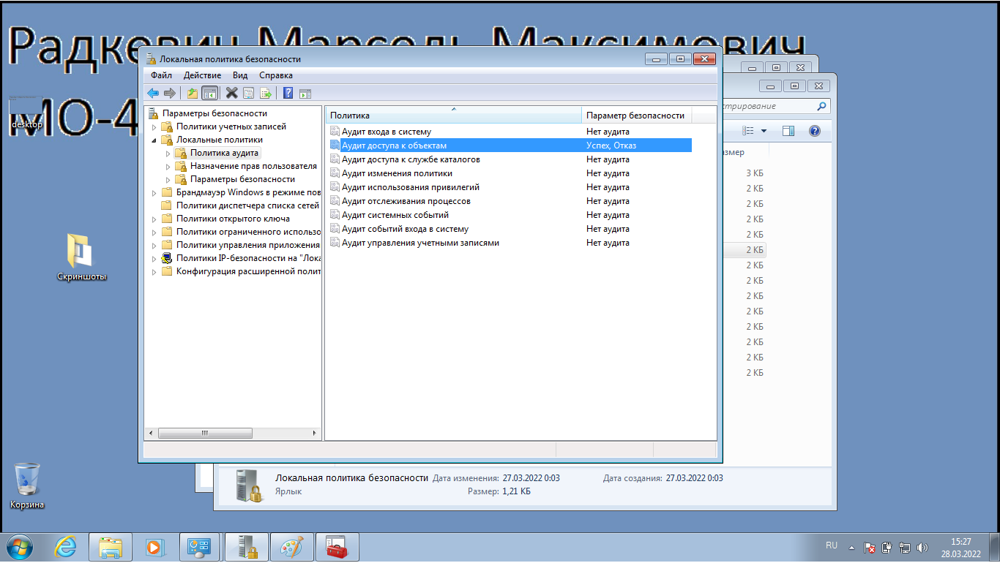 Радкевич Марсель Максимович
МО-4
desktop
Скриншоты
Корзина
Локальная политика безопасности
Файл Действие Вид Справка
Параметры безопасности
Политики учетных записей
Локальные политики
Политика аудита
Назначение прав пользователя
Параметры безопасности
Брандмауэр Windows в режиме пов
Политики диспетчера списка сетей
Политики открытого ключа
Политики ограниченного использо
Политики управления приложения
Политики IP-безопасности на "Лока
Конфигурация расширенной полит
Политика Параметр безопасности
Аудит входа в систему Нет аудита
Аудит доступа к объектам Успех, Отказ
Аудит доступа к службе каталогов Нет аудита
Аудит изменения политики Нет аудита
Аудит использования привилегий Нет аудита
Аудит отслеживания процессов Нет аудита
Аудит системных событий Нет аудита
Аудит событий входа в систему Нет аудита
Аудит управления учетными записями Нет аудита
стрирование
змер
3 КБ
2 КБ
2 КБ
2 КБ
2 КБ
2 КБ
2 КБ
2 КБ
2 КБ
2 КБ
2 КБ
2 КБ
2 КБ
2 КБ
Локальная политика безопасности Дата изменения: 27.03.2022 0:03 Дата создания: 27.03.2022 0:03
Ярлык Размер: 1,21 КБ
RU
15:27
28.03.2022